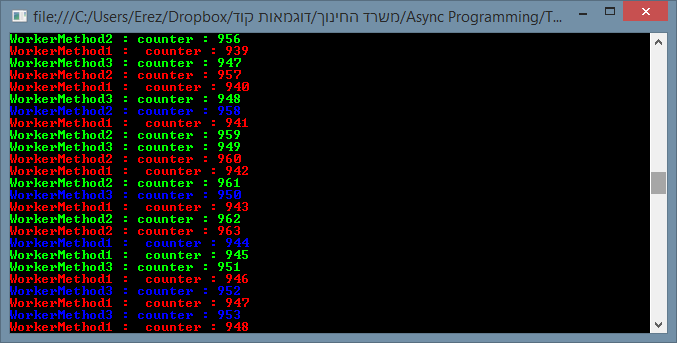 file:///C:/Users/Erez/Dropbox/משרד החינוך/דוגמאות קוד/Async Programming/T...
WorkerMethod2 : counter : 956
WorkerMethod1 :  counter : 939
WorkerMethod3 : counter : 947
WorkerMethod2 : counter : 957
WorkerMethod1 :  counter : 940
WorkerMethod3 : counter : 948
WorkerMethod2 : counter : 958
WorkerMethod1 :  counter : 941
WorkerMethod2 : counter : 959
WorkerMethod3 : counter : 949
WorkerMethod2 : counter : 960
WorkerMethod1 :  counter : 942
WorkerMethod2 : counter : 961
WorkerMethod3 : counter : 950
WorkerMethod1 :  counter : 943
WorkerMethod2 : counter : 962
WorkerMethod2 : counter : 963
WorkerMethod1 :  counter : 944
WorkerMethod1 :  counter : 945
WorkerMethod3 : counter : 951
WorkerMethod1 :  counter : 946
WorkerMethod3 : counter : 952
WorkerMethod1 :  counter : 947
WorkerMethod3 : counter : 953
WorkerMethod1 :  counter : 948